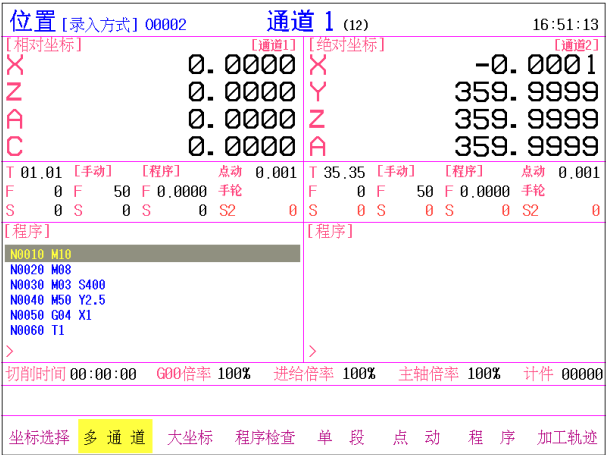 位置 [录入方式] O0002 通道 1 (12) 16:51:13
[相对坐标] [通道1] [绝对坐标] [通道2]
X 0.0000 X -0.0001
Z 0.0000 Y 359.9999
A 0.0000 Z 359.9999
C 0.0000 A 359.9999
T 01.01 [手动] [程序] 点动 0.001 T 35.35 [手动] [程序] 点动 0.001
F 0 F 50 F 0.0000 手轮 F 0 F 50 F 0.0000 手轮
S 0 S 0 S 0 S2 0 S 0 S 0 S 0 S2 0
[程序] [程序]
N0010 M10
N0020 M08
N0030 M03 S400
N0040 M50 Y2.5
N0050 G04 X1
N0060 T1
> >
切削时间 00:00:00 G00倍率 100% 进给倍率 100% 主轴倍率 100% 计件 00000
坐标选择 多通道 大坐标 程序检查 单段 点动 程序 加工轨迹